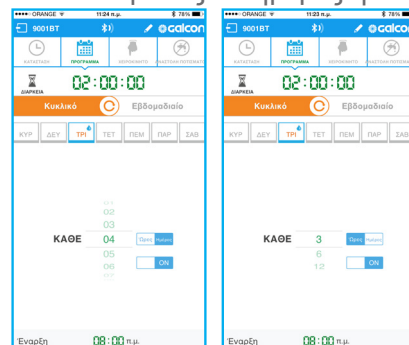 ORANGE 11:24 π.μ. 78%
9001BT GALCON
ΚΑΤΑΣΤΑΣΗ ΠΡΟΓΡΑΜΜΑ ΧΕΙΡΟΚΙΝΗΤΟ
ΔΙΑΡΚΕΙΑ 02:00:00
Κυκλικό Εβδομαδιαίο
ΚΥΡ ΔΕΥ ΤΡΙ ΤΕΤ ΠΕΜ ΠΑΡ ΣΑΒ
02
03
ΚΑΘΕ 04 Ώρες Ημέρες
05 ON
06
07
Έναρξη 08:00 π.μ.
ORANGE 11:23 π.μ. 78%
9001BT GALCON
ΚΑΤΑΣΤΑΣΗ ΠΡΟΓΡΑΜΜΑ ΧΕΙΡΟΚΙΝΗΤΟ
ΔΙΑΡΚΕΙΑ 02:00:00
Κυκλικό Εβδομαδιαίο
ΚΥΡ ΔΕΥ ΤΡΙ ΤΕΤ ΠΕΜ ΠΑΡ ΣΑΒ
ΚΑΘΕ 3 Ώρες Ημέρες
6 ON
12
Έναρξη 08:00 π.μ.